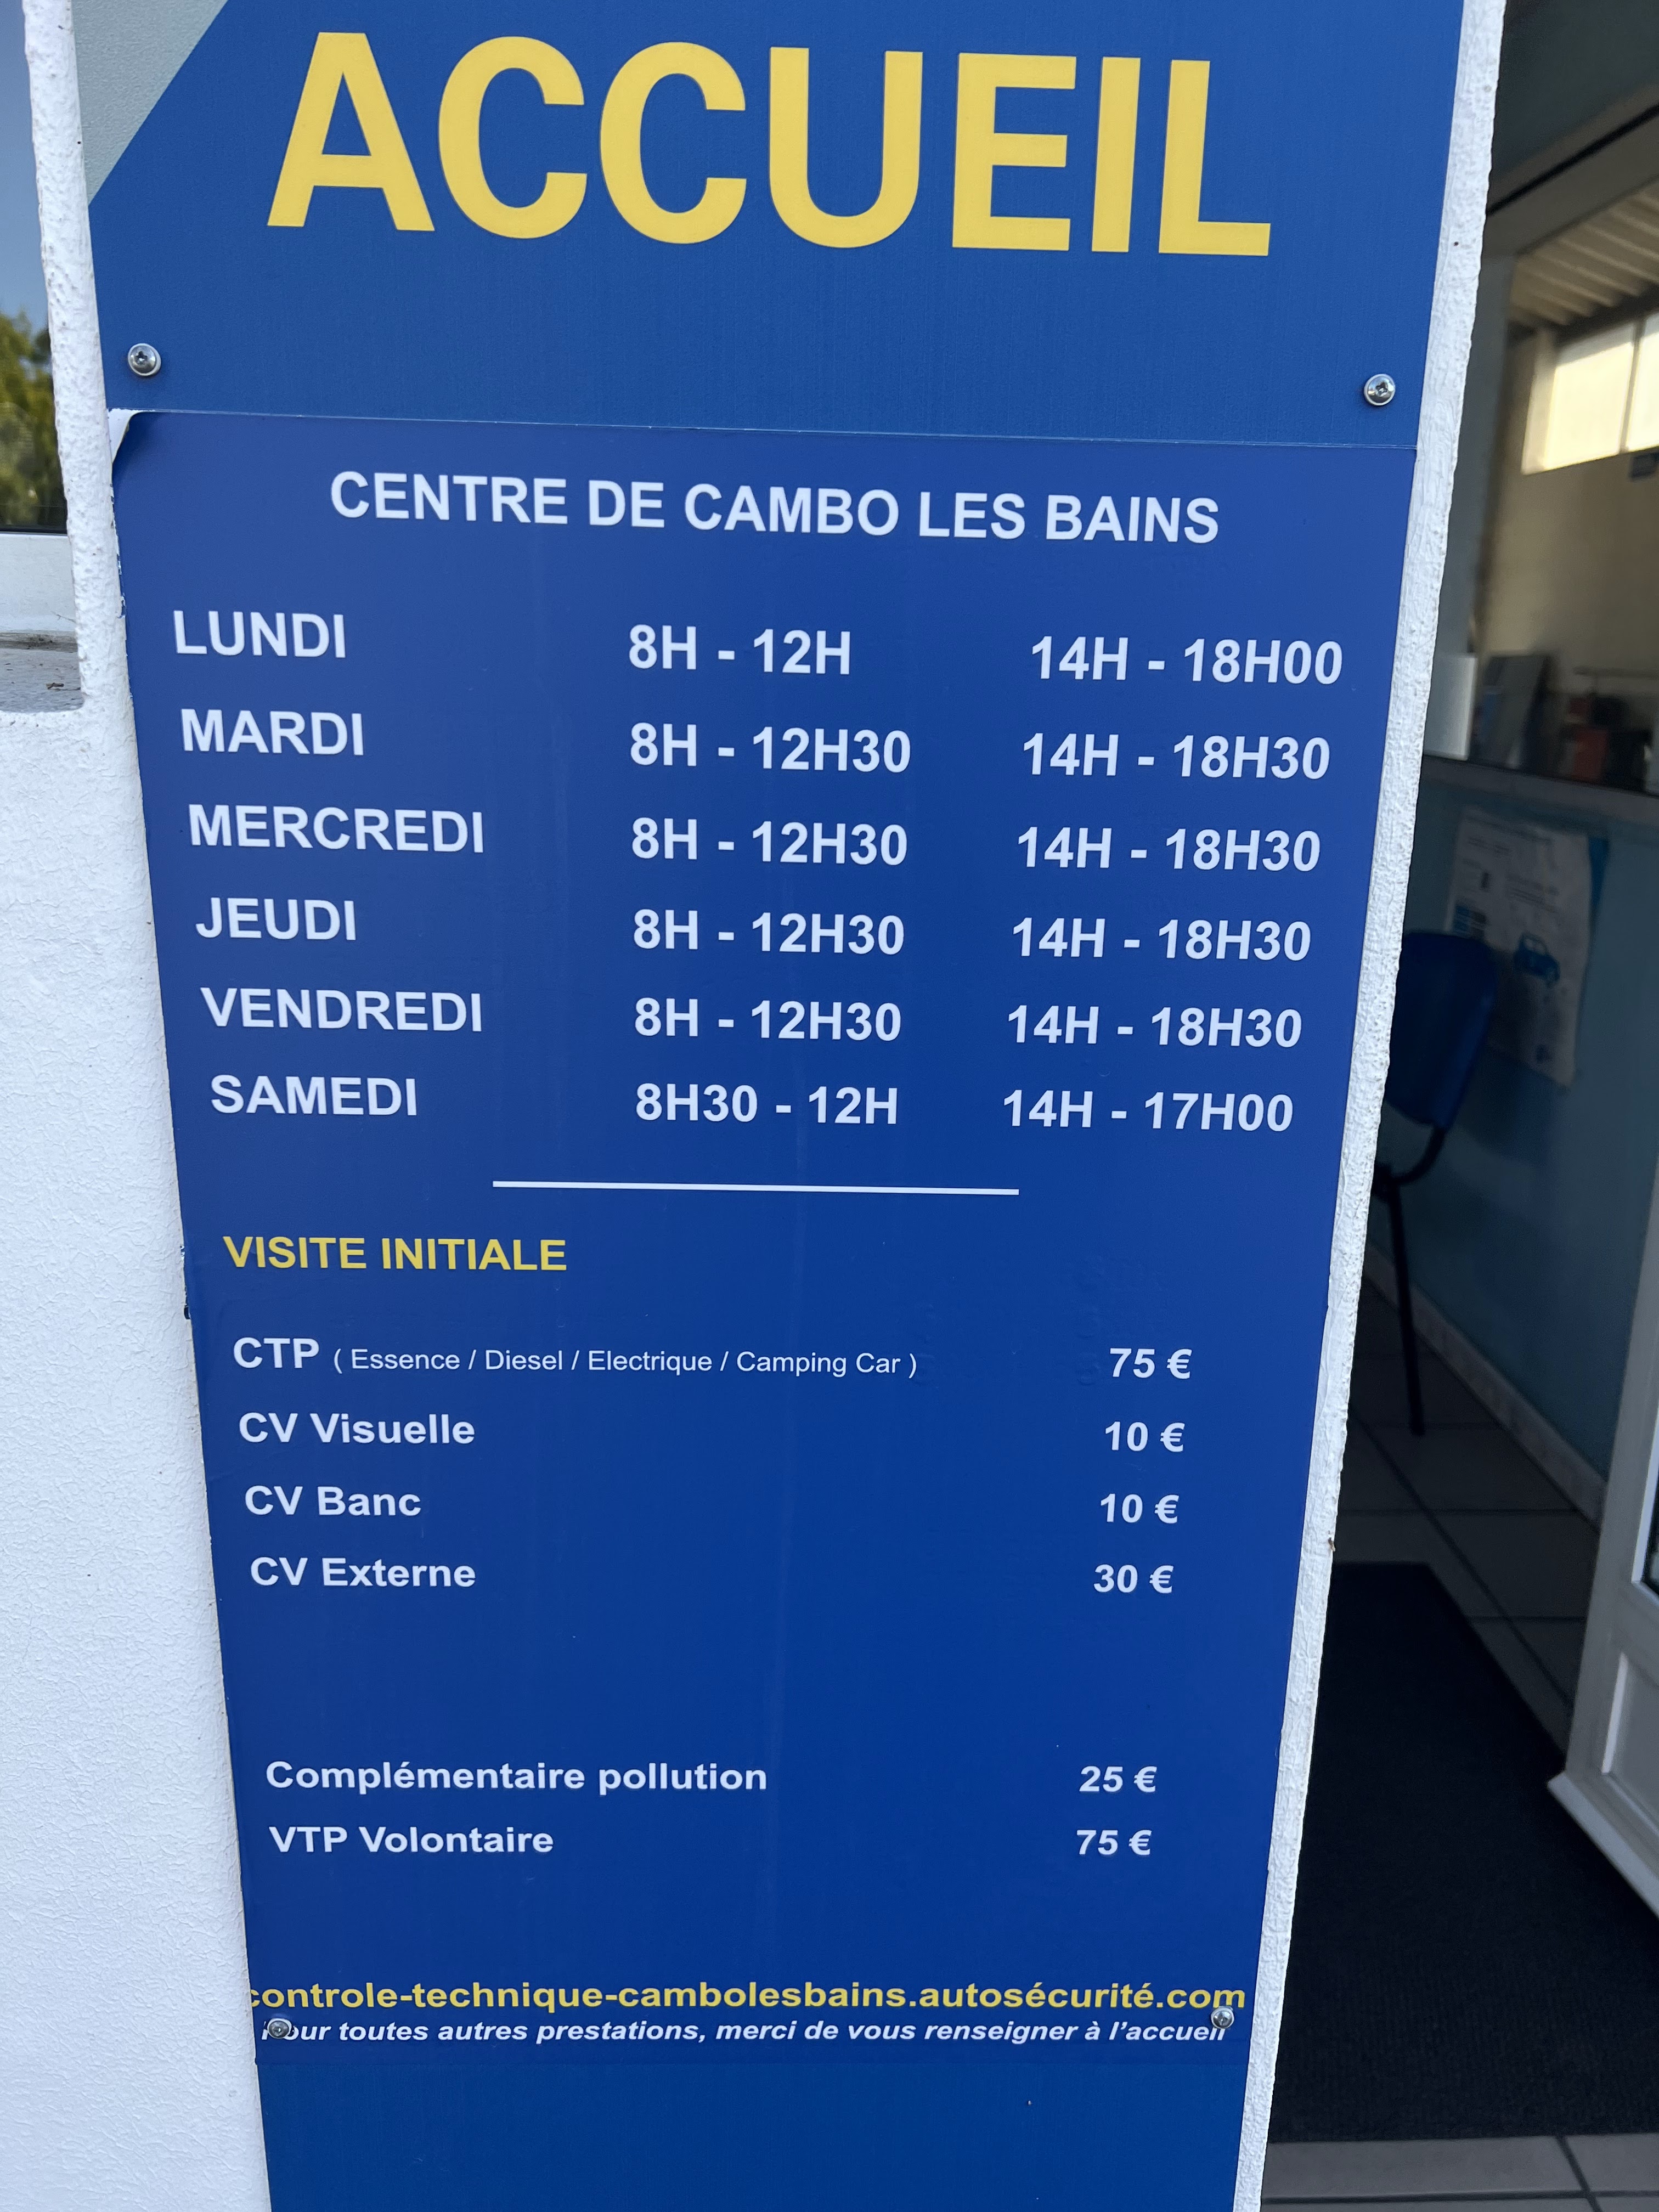 ACCUEIL
CENTRE DE CAMBO LES BAINS
LUNDI 8H - 12H 14H - 18H00
MARDI 8H - 12H30 14H - 18H30
MERCREDI 8H - 12H30 14H - 18H30
JEUDI 8H - 12H30 14H - 18H30
VENDREDI 8H - 12H30 14H - 18H30
SAMEDI 8H30 - 12H 14H - 17H00
VISITE INITIALE
CTP ( Essence / Diesel / Electrique / Camping Car ) 75 €
CV Visuelle 10 €
CV Banc 10 €
CV Externe 30 €
Complémentaire pollution 25 €
VTP Volontaire 75 €
controle-technique-cambolesbains.autosécurité.com
Pour toutes autres prestations, merci de vous renseigner à l'accueil